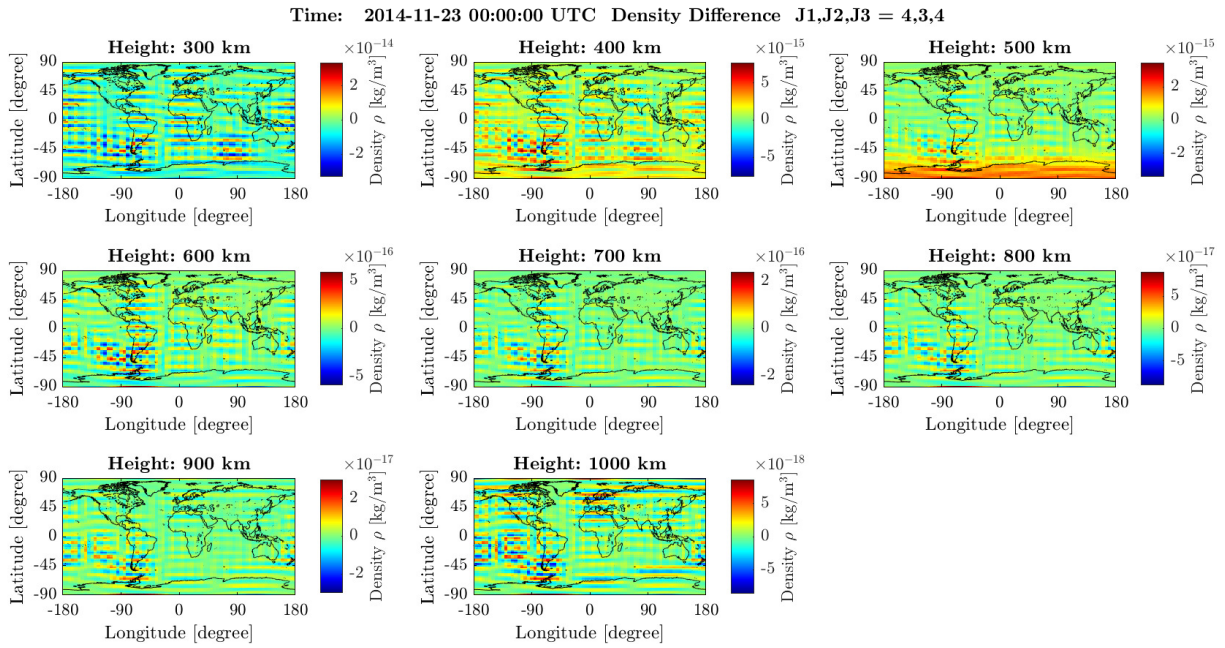 Time: 2014-11-23 00:00:00 UTC Density Difference J1,J2,J3 = 4,3,4
Height: 300 km
×10−14
90
45
0
-45
-90
Latitude [degree]
-180 -90 0 90 180
Longitude [degree]
2
0
-2
Density ρ [kg/m³]
Height: 400 km
×10−15
90
45
0
-45
-90
Latitude [degree]
-180 -90 0 90 180
Longitude [degree]
5
0
-5
Density ρ [kg/m³]
Height: 500 km
×10−15
90
45
0
-45
-90
Latitude [degree]
-180 -90 0 90 180
Longitude [degree]
2
0
-2
Density ρ [kg/m³]
Height: 600 km
×10−16
90
45
0
-45
-90
Latitude [degree]
-180 -90 0 90 180
Longitude [degree]
5
0
-5
Density ρ [kg/m³]
Height: 700 km
×10−16
90
45
0
-45
-90
Latitude [degree]
-180 -90 0 90 180
Longitude [degree]
2
0
-2
Density ρ [kg/m³]
Height: 800 km
×10−17
90
45
0
-45
-90
Latitude [degree]
-180 -90 0 90 180
Longitude [degree]
5
0
-5
Density ρ [kg/m³]
Height: 900 km
×10−17
90
45
0
-45
-90
Latitude [degree]
-180 -90 0 90 180
Longitude [degree]
2
0
-2
Density ρ [kg/m³]
Height: 1000 km
×10−18
90
45
0
-45
-90
Latitude [degree]
-180 -90 0 90 180
Longitude [degree]
5
0
-5
Density ρ [kg/m³]